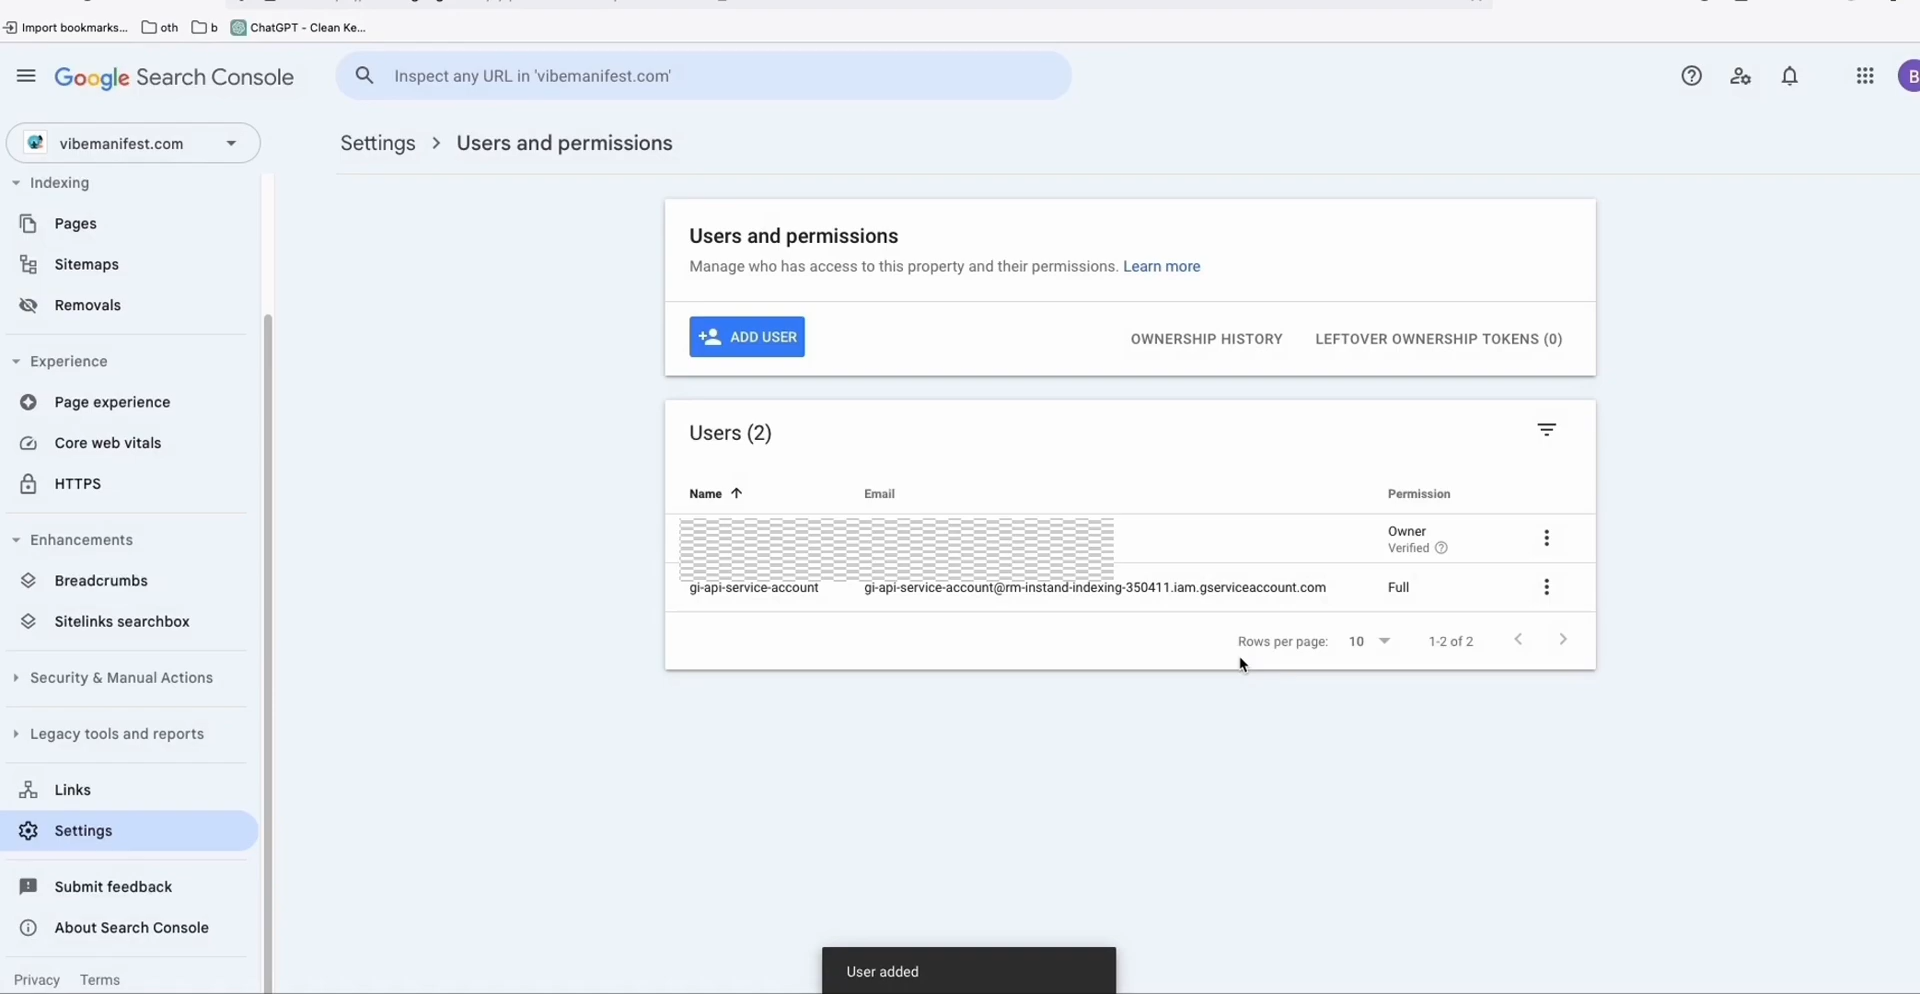 Import bookmarks...
oth
b
ChatGPT - Clean Ke...
Google Search Console
Inspect any URL in 'vibemanifest.com'
B
vibemanifest.com
Settings
Users and permissions
Indexing
Pages
Sitemaps
Removals
Experience
Page experience
Core web vitals
HTTPS
Enhancements
Breadcrumbs
Sitelinks searchbox
Security & Manual Actions
Legacy tools and reports
Links
Settings
Submit feedback
About Search Console
Privacy Terms
Users and permissions
Manage who has access to this property and their permissions. Learn more
ADD USER
OWNERSHIP HISTORY
LEFTOVER OWNERSHIP TOKENS (0)
Users (2)
Name Email Permission
Owner
Verified
gi-api-service-account gi-api-service-account@rm-instand-indexing-350411.iam.gserviceaccount.com Full
Rows per page: 10 1-2 of 2
User added